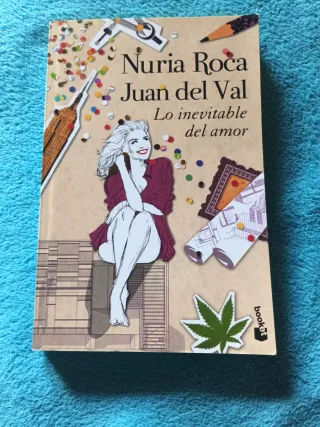 Nuria Roca
Juan del Val
Lo inevitable
del amor
booket